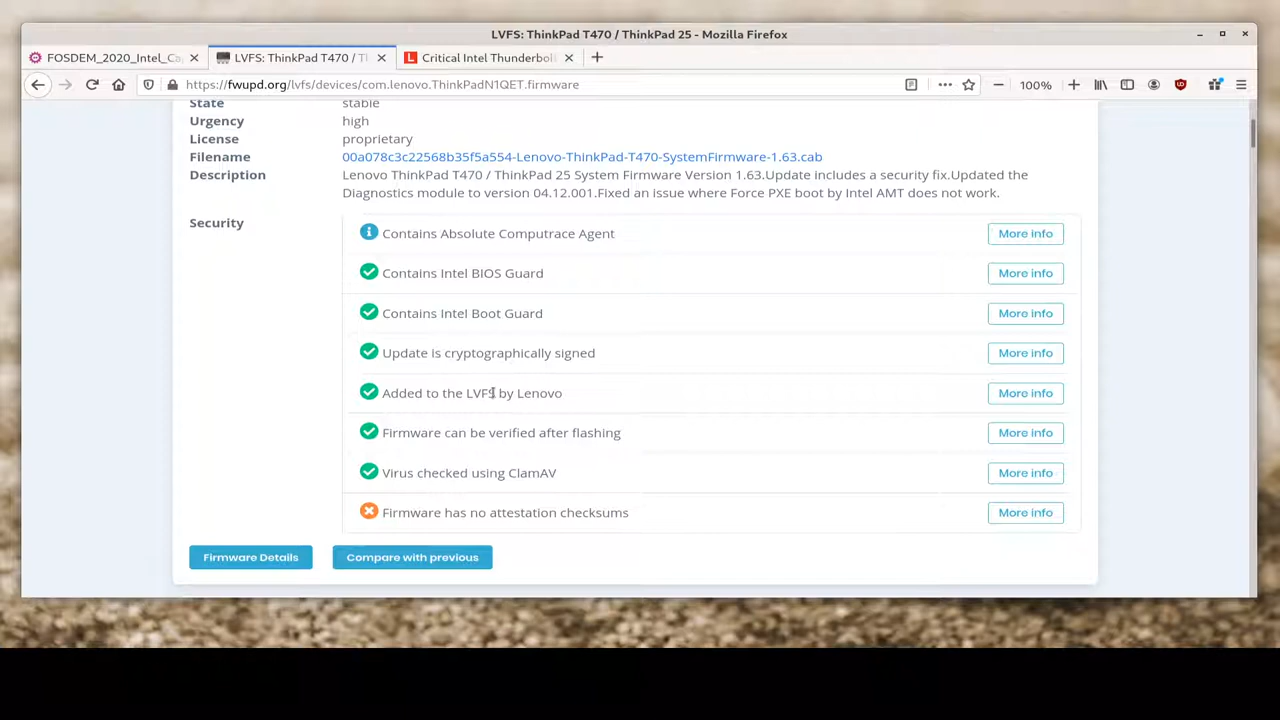 LVFS: ThinkPad T470 / ThinkPad 25 - Mozilla Firefox
FOSDEM_2020_Intel_Ca
LVFS: ThinkPad T470 / T
Critical Intel Thunderbol
https://fwupd.org/lvfs/devices/com.lenovo.ThinkPadN1QET.firmware
100%
State stable
Urgency high
License proprietary
Filename 00a078c3c22568b35f5a554-Lenovo-ThinkPad-T470-SystemFirmware-1.63.cab
Description Lenovo ThinkPad T470 / ThinkPad 25 System Firmware Version 1.63.Update includes a security fix.Updated the
Diagnostics module to version 04.12.001.Fixed an issue where Force PXE boot by Intel AMT does not work.
Security
Contains Absolute Computrace Agent More info
Contains Intel BIOS Guard More info
Contains Intel Boot Guard More info
Update is cryptographically signed More info
Added to the LVFS by Lenovo More info
Firmware can be verified after flashing More info
Virus checked using ClamAV More info
Firmware has no attestation checksums More info
Firmware Details Compare with previous